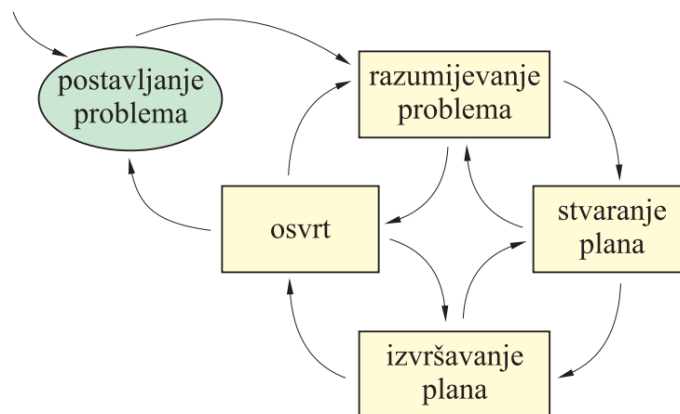 postavljanje
problema
razumijevanje
problema
osvrt
stvaranje
plana
izvršavanje
plana